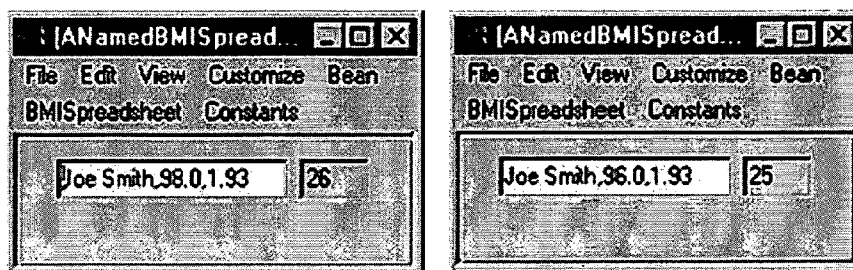 [ANamedBMISpread...
File Edit View Customize Bean
BMISpreadsheet Constants
Joe Smith,98.0,1.93 26
[ANamedBMISpread...
File Edit View Customize Bean
BMISpreadsheet Constants
Joe Smith,96.0,1.93 25